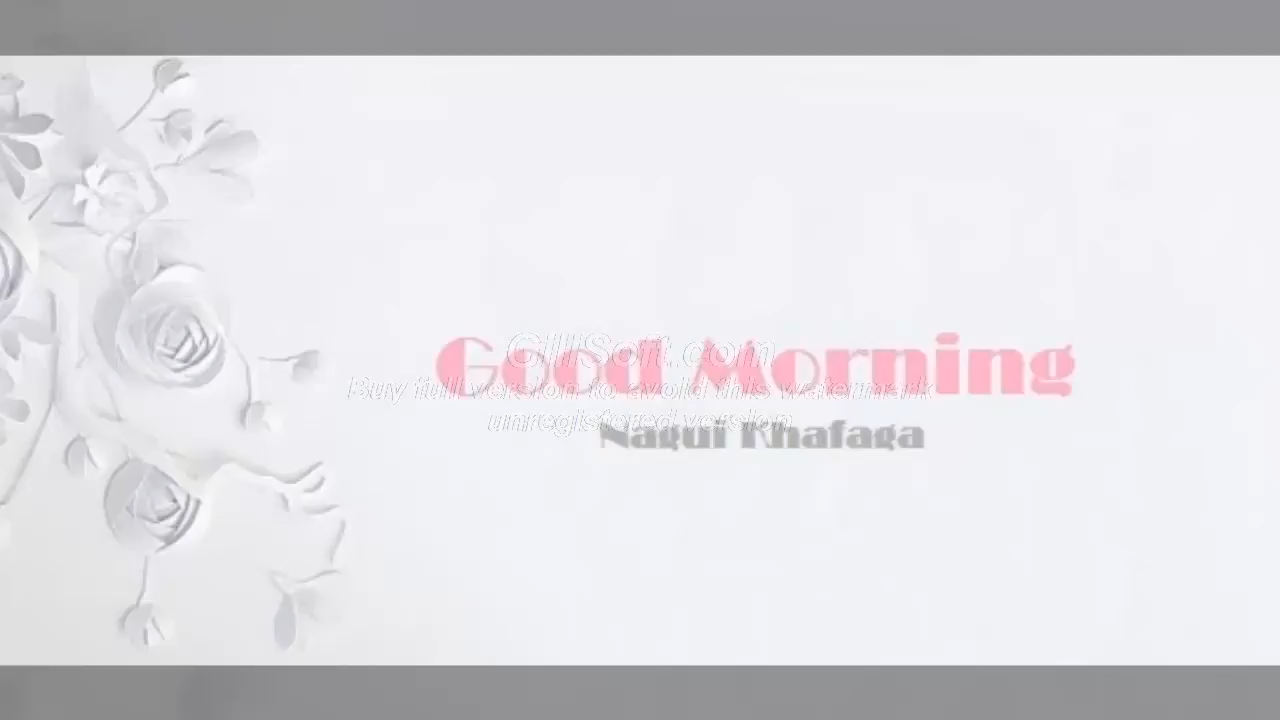 GiliSoft.com
Good Morning
Buy full version to avoid this watermark
unregistered version
Nagui Khafaga